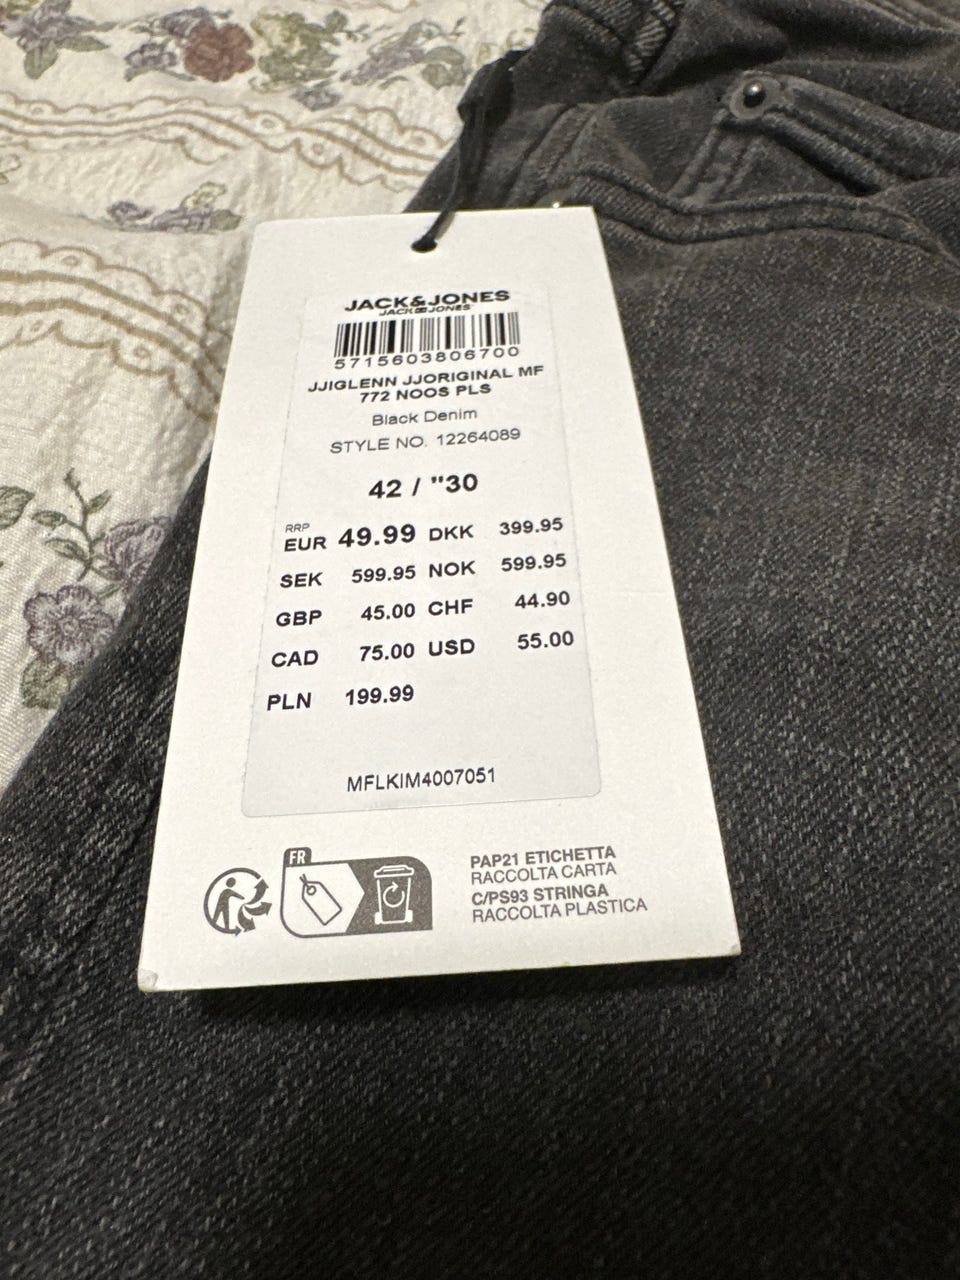 JACK&JONES
JACK & JONES
5715603806700
JJIGLENN JJORIGINAL MF
772 NOOS PLS
Black Denim
STYLE NO. 12264089
42 / "30
RRP
EUR 49.99 DKK 399.95
SEK 599.95 NOK 599.95
GBP 45.00 CHF 44.90
CAD 75.00 USD 55.00
PLN 199.99
MFLKIM4007051
FR
PAP21 ETICHETTA
RACCOLTA CARTA
C/PS93 STRINGA
RACCOLTA PLASTICA